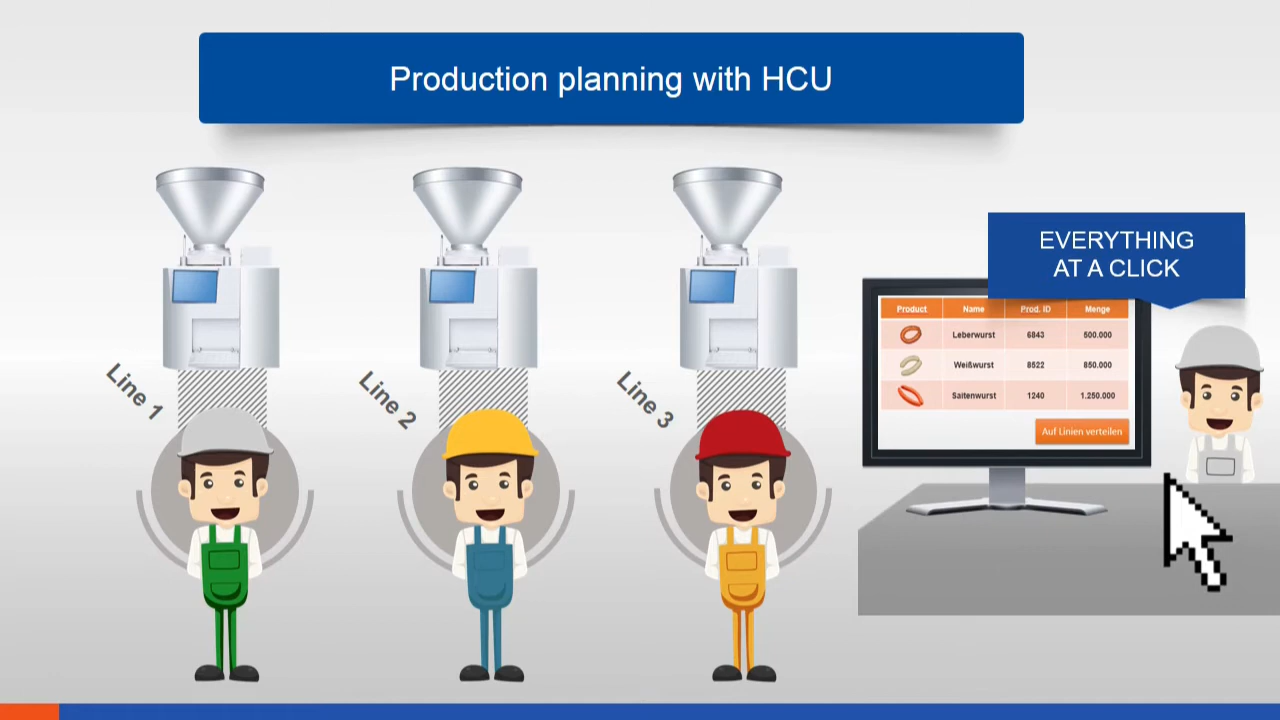 Production planning with HCU
EVERYTHING
AT A CLICK
Line 1
Line 2
Line 3
Product Name Prod. ID Menge
Leberwurst 6843 500.000
Weißwurst 8522 850.000
Saitenwurst 1240 1.250.000
Auf Linien verteilen